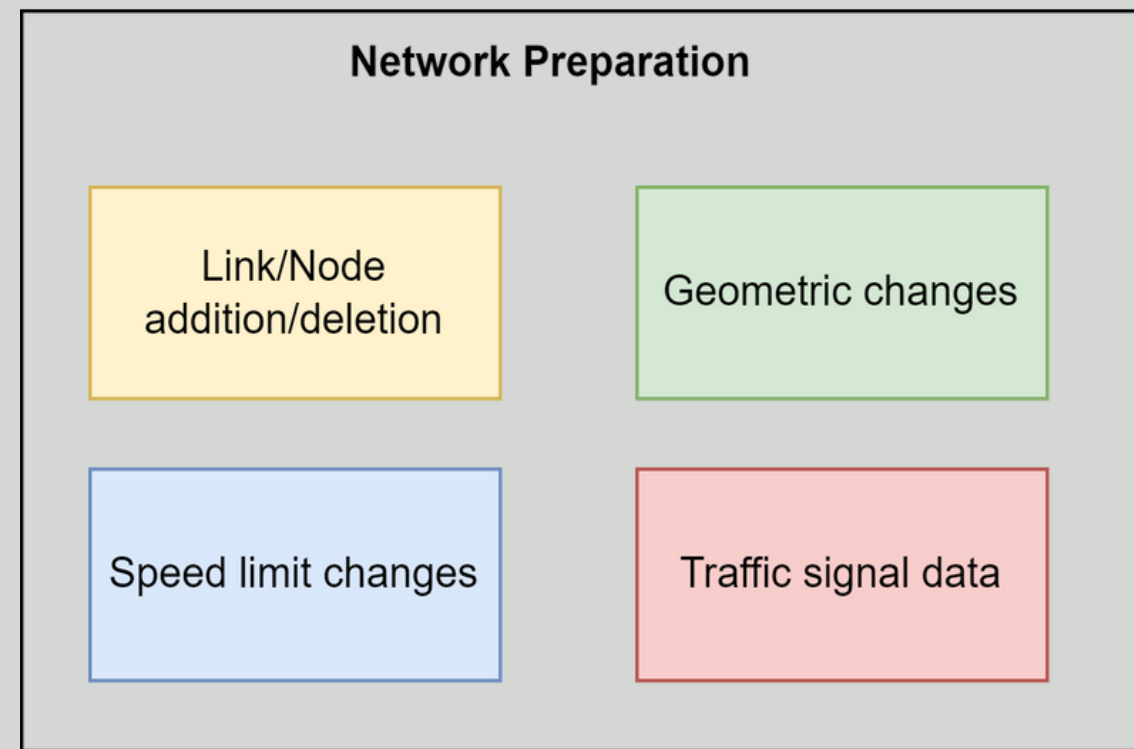 Network Preparation
Link/Node
addition/deletion
Geometric changes
Speed limit changes
Traffic signal data